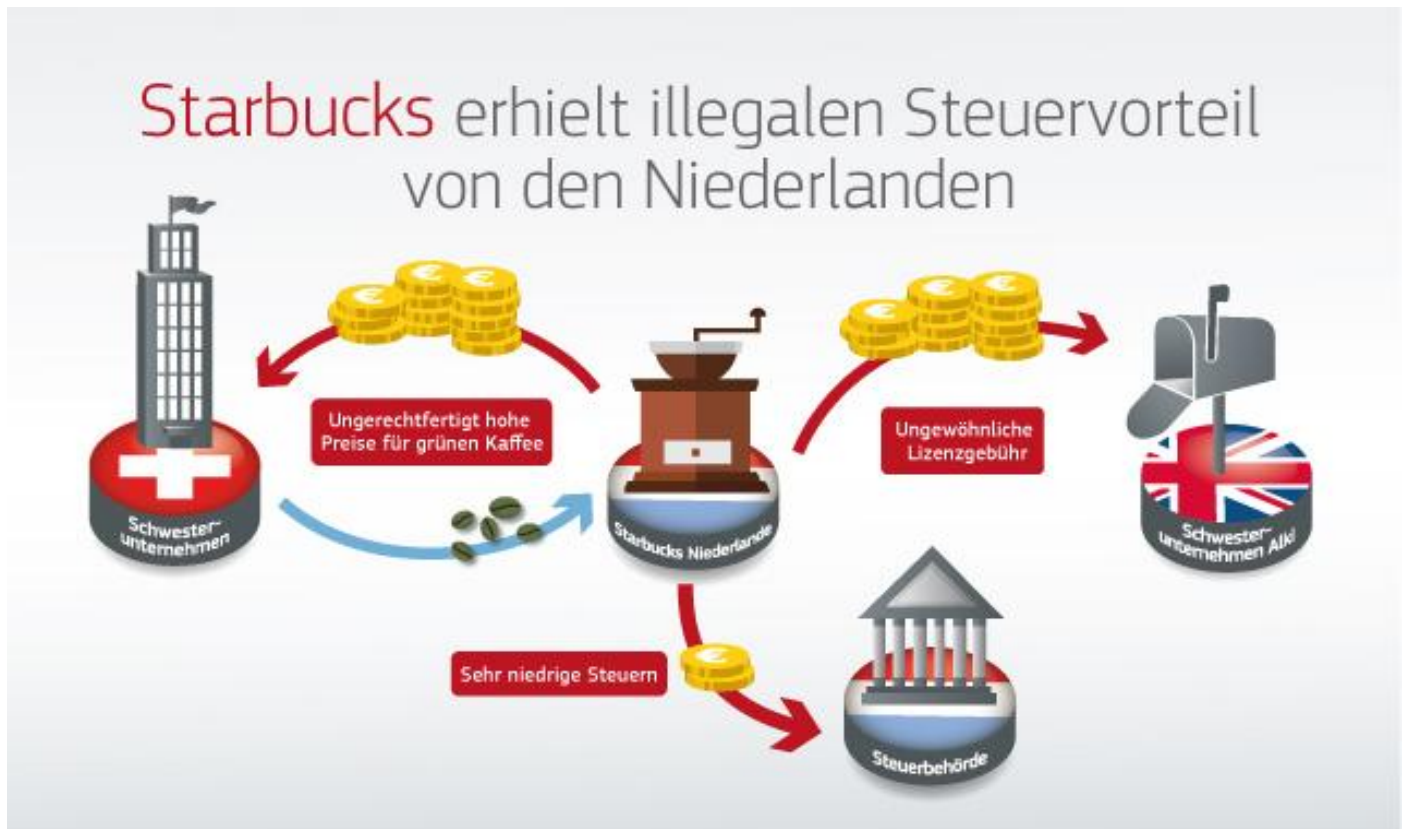 Starbucks erhielt illegalen Steuervorteil
von den Niederlanden
Ungerechtfertigt hohe
Preise für grünen Kaffee
Ungewöhnliche
Lizenzgebühr
Schwester-
unternehmen
Starbucks Niederlande
Schwester-
unternehmen Alki
Sehr niedrige Steuern
Steuerbehörde